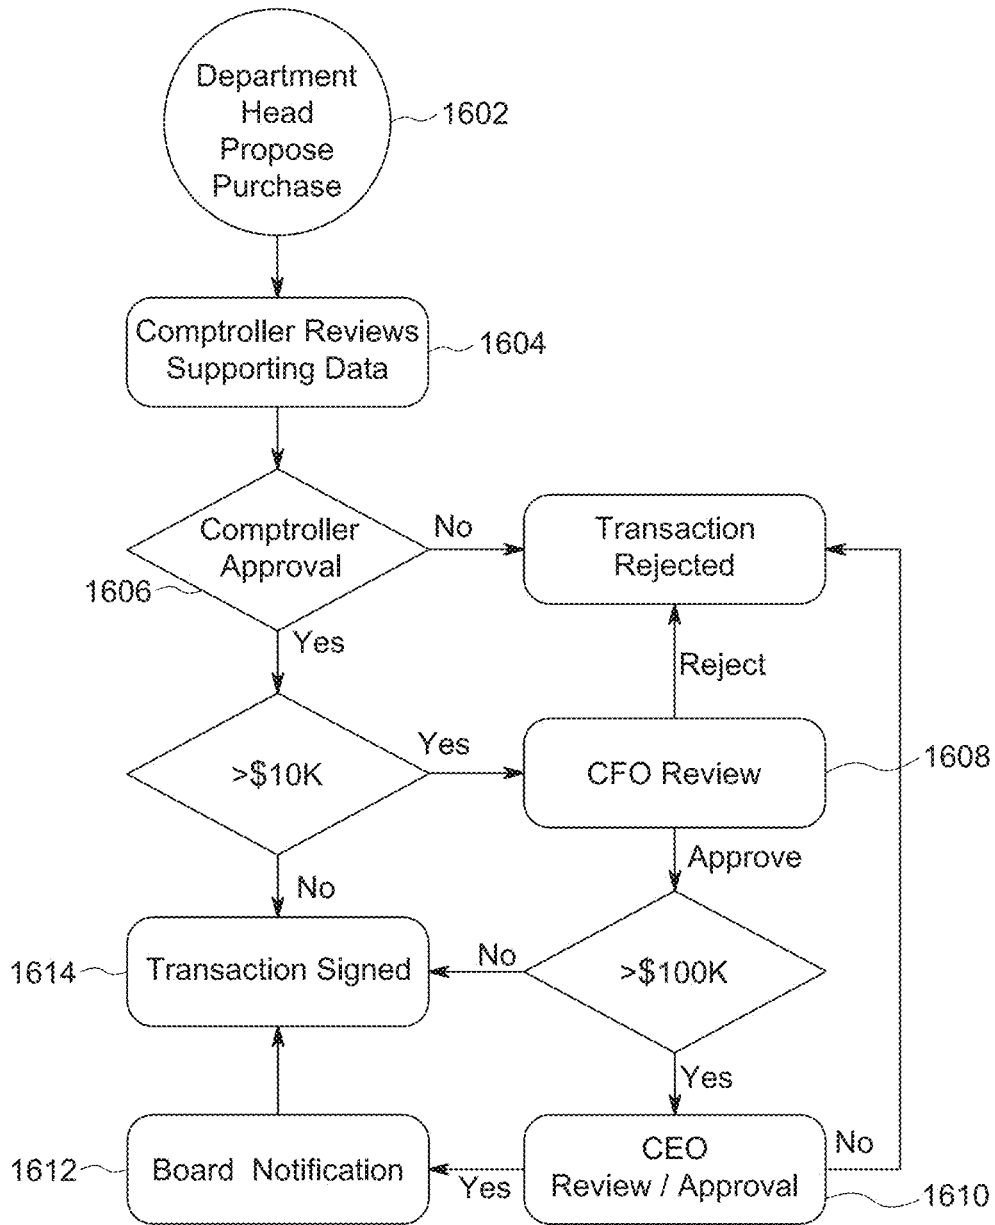 Department
Head
Propose
Purchase
1602
Comptroller Reviews
Supporting Data
1604
Comptroller
Approval
1606
No
Transaction
Rejected
Yes
Reject
>$10K
Yes
CFO Review
1608
Approve
No
1614
Transaction Signed
No
>$100K
Yes
1612
Board Notification
Yes
CEO
Review / Approval
No
1610